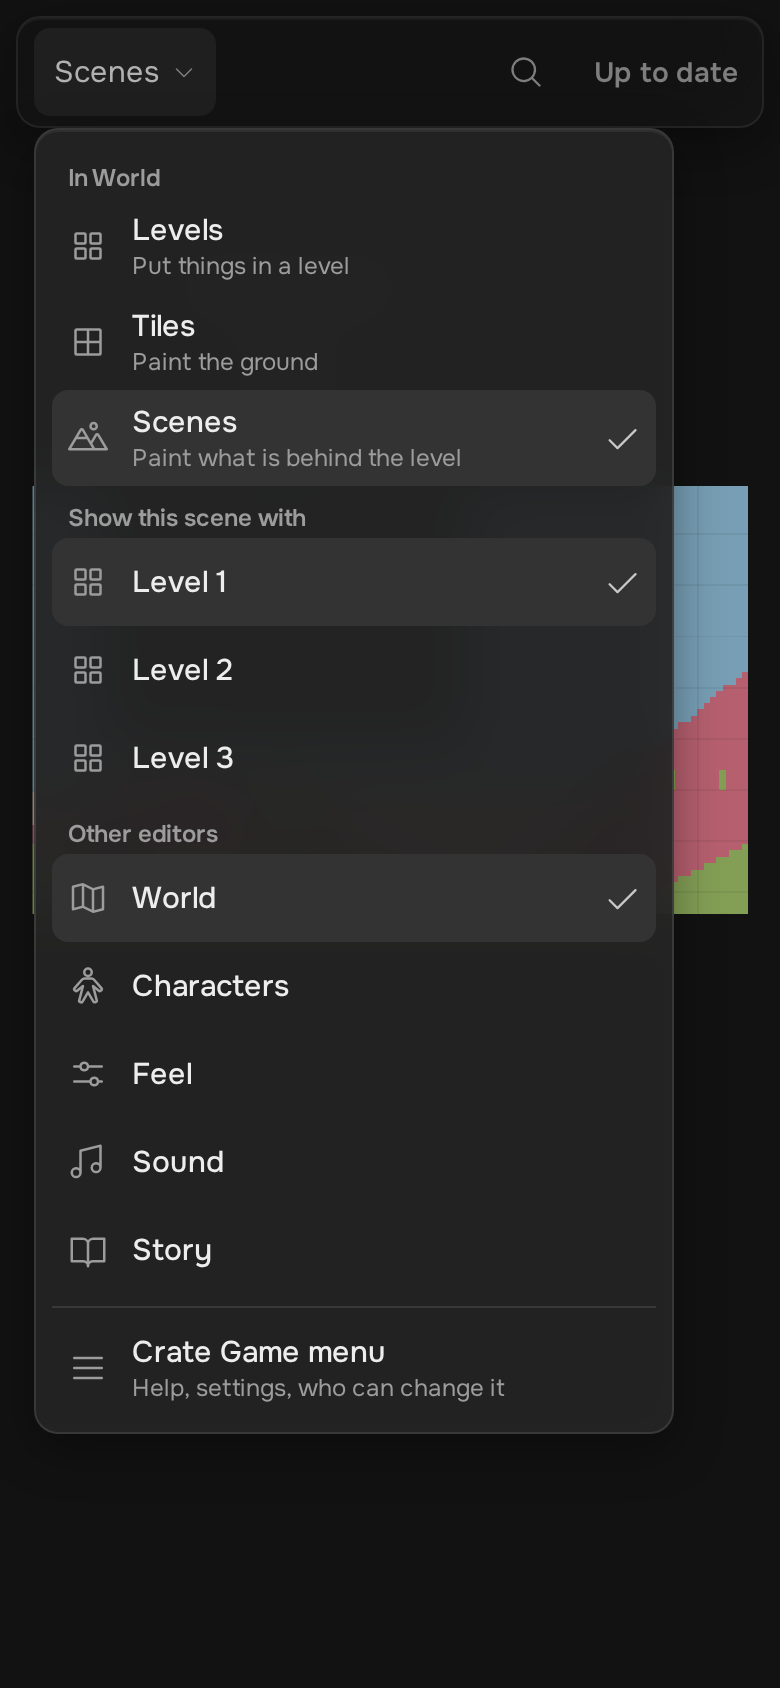 Scenes
Up to date
In World
Levels
Put things in a level
Tiles
Paint the ground
Scenes
Paint what is behind the level
Show this scene with
Level 1
Level 2
Level 3
Other editors
World
Characters
Feel
Sound
Story
Crate Game menu
Help, settings, who can change it